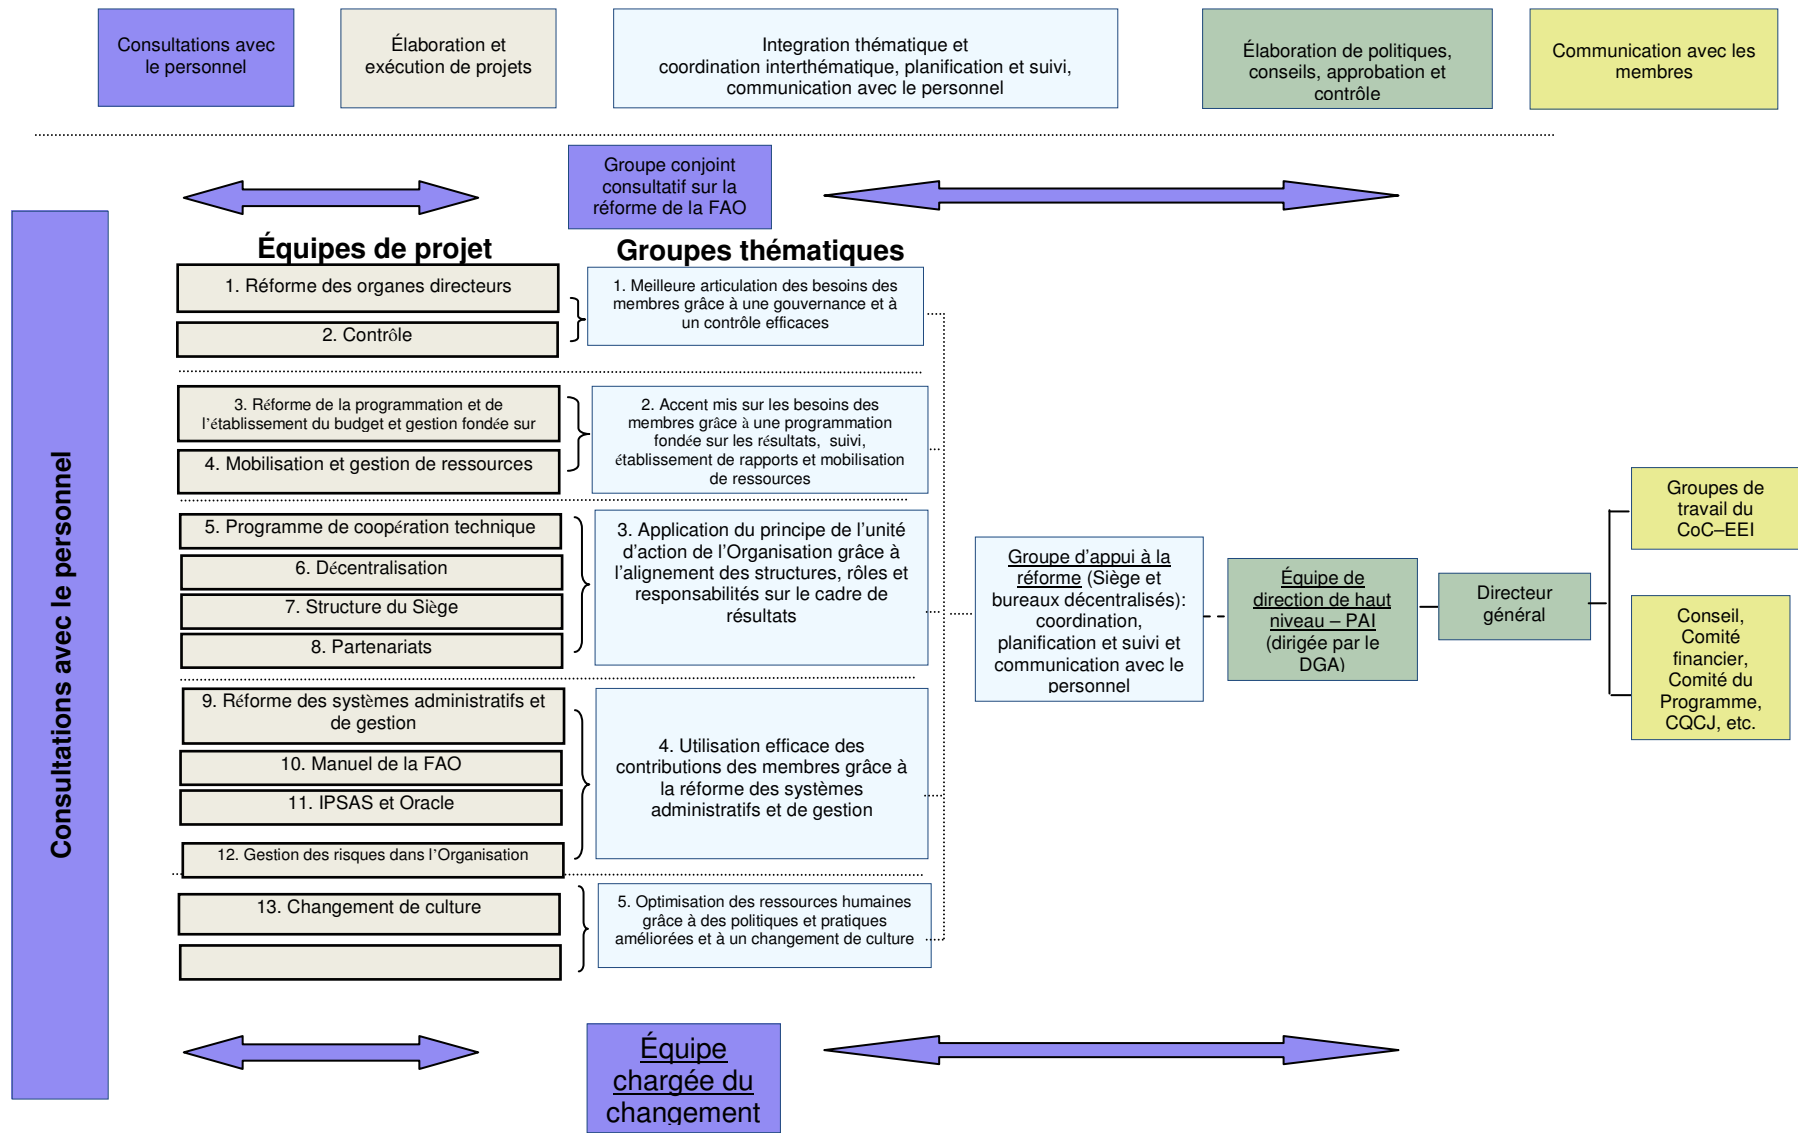 Consultations avec
le personnel
Élaboration et
exécution de projets
Integration thématique et
coordination interthématique, planification et suivi,
communication avec le personnel
Élaboration de politiques,
conseils, approbation et
contrôle
Communication avec les
membres
Groupe conjoint
consultatif sur la
réforme de la FAO
Consultations avec le personnel
Équipes de projet
Groupes thématiques
1. Réforme des organes directeurs
2. Contrôle
1. Meilleure articulation des besoins des
membres grâce à une gouvernance et à
un contrôle efficaces
3. Réforme de la programmation et de
l'établissement du budget et gestion fondée sur
4. Mobilisation et gestion de ressources
2. Accent mis sur les besoins des
membres grâce à une programmation
fondée sur les résultats, suivi,
établissement de rapports et mobilisation
de ressources
5. Programme de coopération technique
6. Décentralisation
7. Structure du Siège
8. Partenariats
3. Application du principe de l'unité
d'action de l'Organisation grâce à
l'alignement des structures, rôles et
responsabilités sur le cadre de
résultats
9. Réforme des systèmes administratifs et
de gestion
10. Manuel de la FAO
11. IPSAS et Oracle
12. Gestion des risques dans l'Organisation
4. Utilisation efficace des
contributions des membres grâce à
la réforme des systèmes
administratifs et de gestion
13. Changement de culture
5. Optimisation des ressources humaines
grâce à des politiques et pratiques
améliorées et à un changement de culture
Groupe d'appui à la
réforme (Siège et
bureaux décentralisés):
coordination,
planification et suivi et
communication avec le
personnel
Équipe de
direction de haut
niveau – PAI
(dirigée par le
DGA)
Directeur
général
Groupes de
travail du
CoC–EEI
Conseil,
Comité
financier,
Comité du
Programme,
CQCJ, etc.
Équipe
chargée du
changement